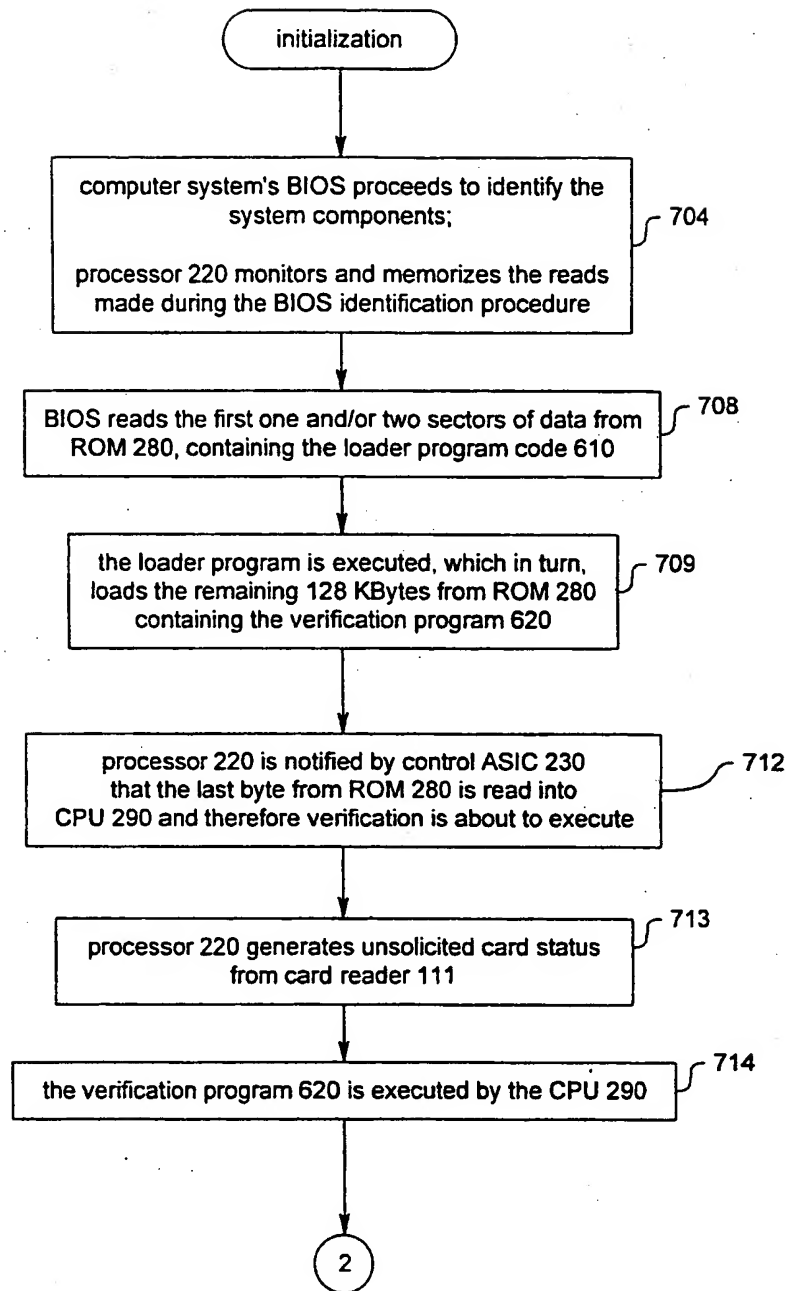 initialization
computer system's BIOS proceeds to identify the
system components;
processor 220 monitors and memorizes the reads
made during the BIOS identification procedure
704
BIOS reads the first one and/or two sectors of data from
ROM 280, containing the loader program code 610
708
the loader program is executed, which in turn,
loads the remaining 128 KBytes from ROM 280
containing the verification program 620
709
processor 220 is notified by control ASIC 230
that the last byte from ROM 280 is read into
CPU 290 and therefore verification is about to execute
712
processor 220 generates unsolicited card status
from card reader 111
713
the verification program 620 is executed by the CPU 290
714
2